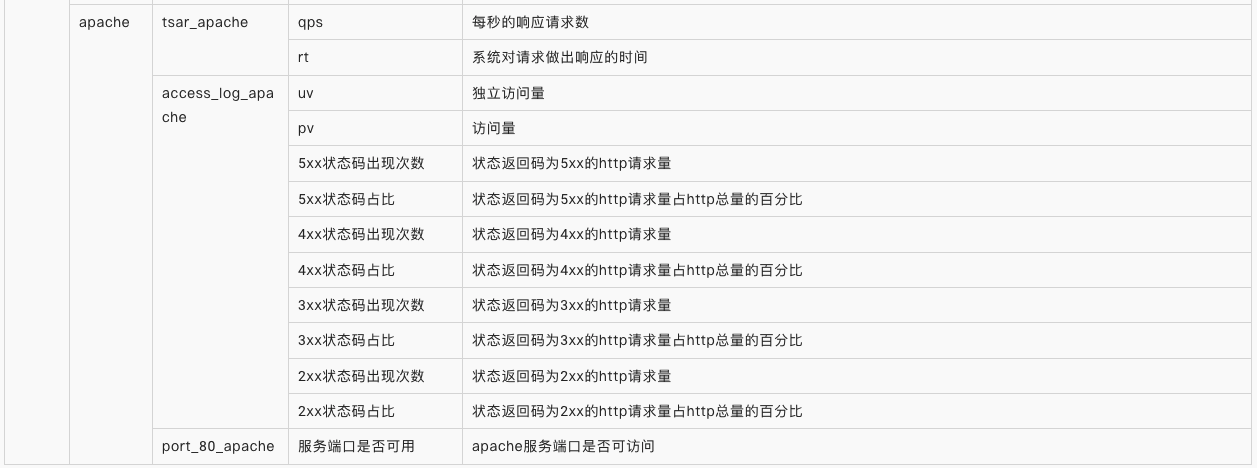 apache
tsar_apache
qps
每秒的响应请求数
rt
系统对请求做出响应的时间
access_log_apa
che
uv
独立访问量
pv
访问量
5xx状态码出现次数
状态返回码为5xx的http请求量
5xx状态码占比
状态返回码为5xx的http请求量占http总量的百分比
4xx状态码出现次数
状态返回码为4xx的http请求量
4xx状态码占比
状态返回码为4xx的http请求量占http总量的百分比
3xx状态码出现次数
状态返回码为3xx的http请求量
3xx状态码占比
状态返回码为3xx的http请求量占http总量的百分比
2xx状态码出现次数
状态返回码为2xx的http请求量
2xx状态码占比
状态返回码为2xx的http请求量占http总量的百分比
port_80_apache
服务端口是否可用
apache服务端口是否可访问